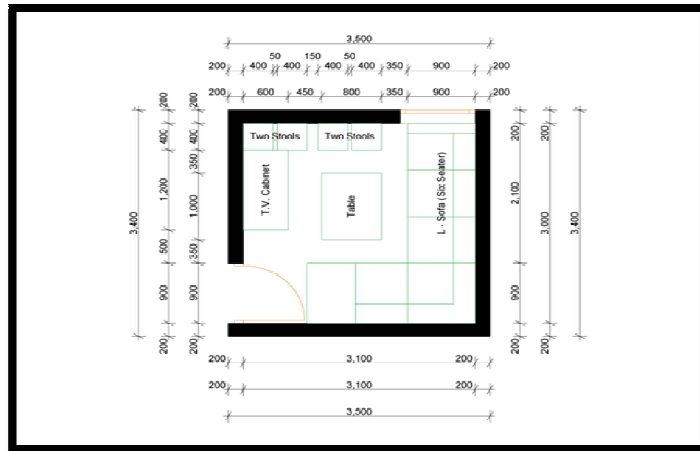 3,500
50 150 50
200 400 400 400 400 350 900 200
200 600 450 800 350 900 200
Two Stools Two Stools
T.V. Cabinet
Table
L - Sofa (Six Seater)
3,400
200 400 1,200 500 900 200
200 400 350 1,000 350 900 200
200 2,100 900 200
200 3,000 200
3,400
200 3,100 200
200 3,100 200
3,500